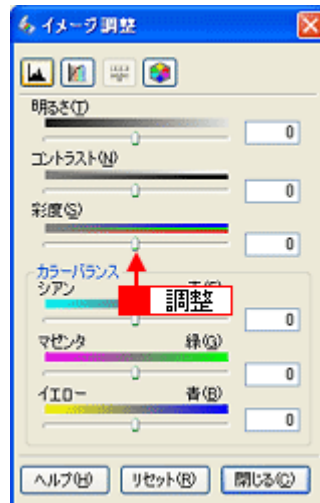 イメージ調整
明るさ(T)
0
コントラスト(N)
0
彩度(S)
0
カラーバランス
シアン
調整
0
マゼンタ 緑(G)
0
イエロー 青(B)
0
ヘルプ(H) リセット(R) 閉じる(C)